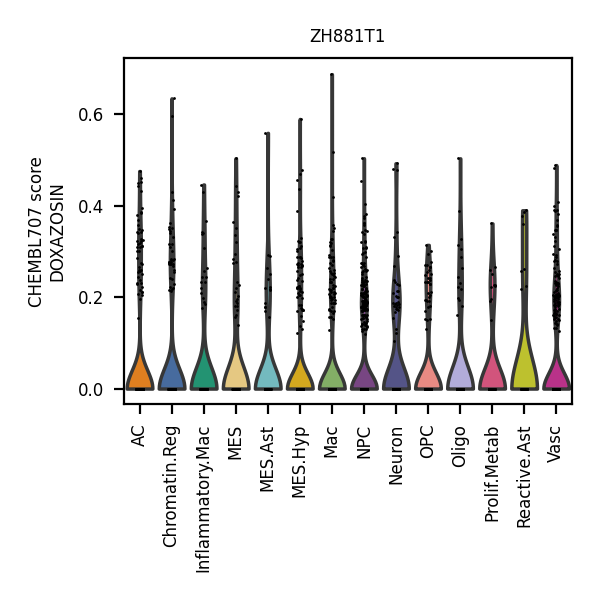 ZH881T1
CHEMBL707 score
DOXAZOSIN
0.6
0.4
0.2
0.0
AC
Chromatin.Reg
Inflammatory.Mac
MES
MES.Ast
MES.Hyp
Mac
NPC
Neuron
OPC
Oligo
Prolif.Metab
Reactive.Ast
Vasc